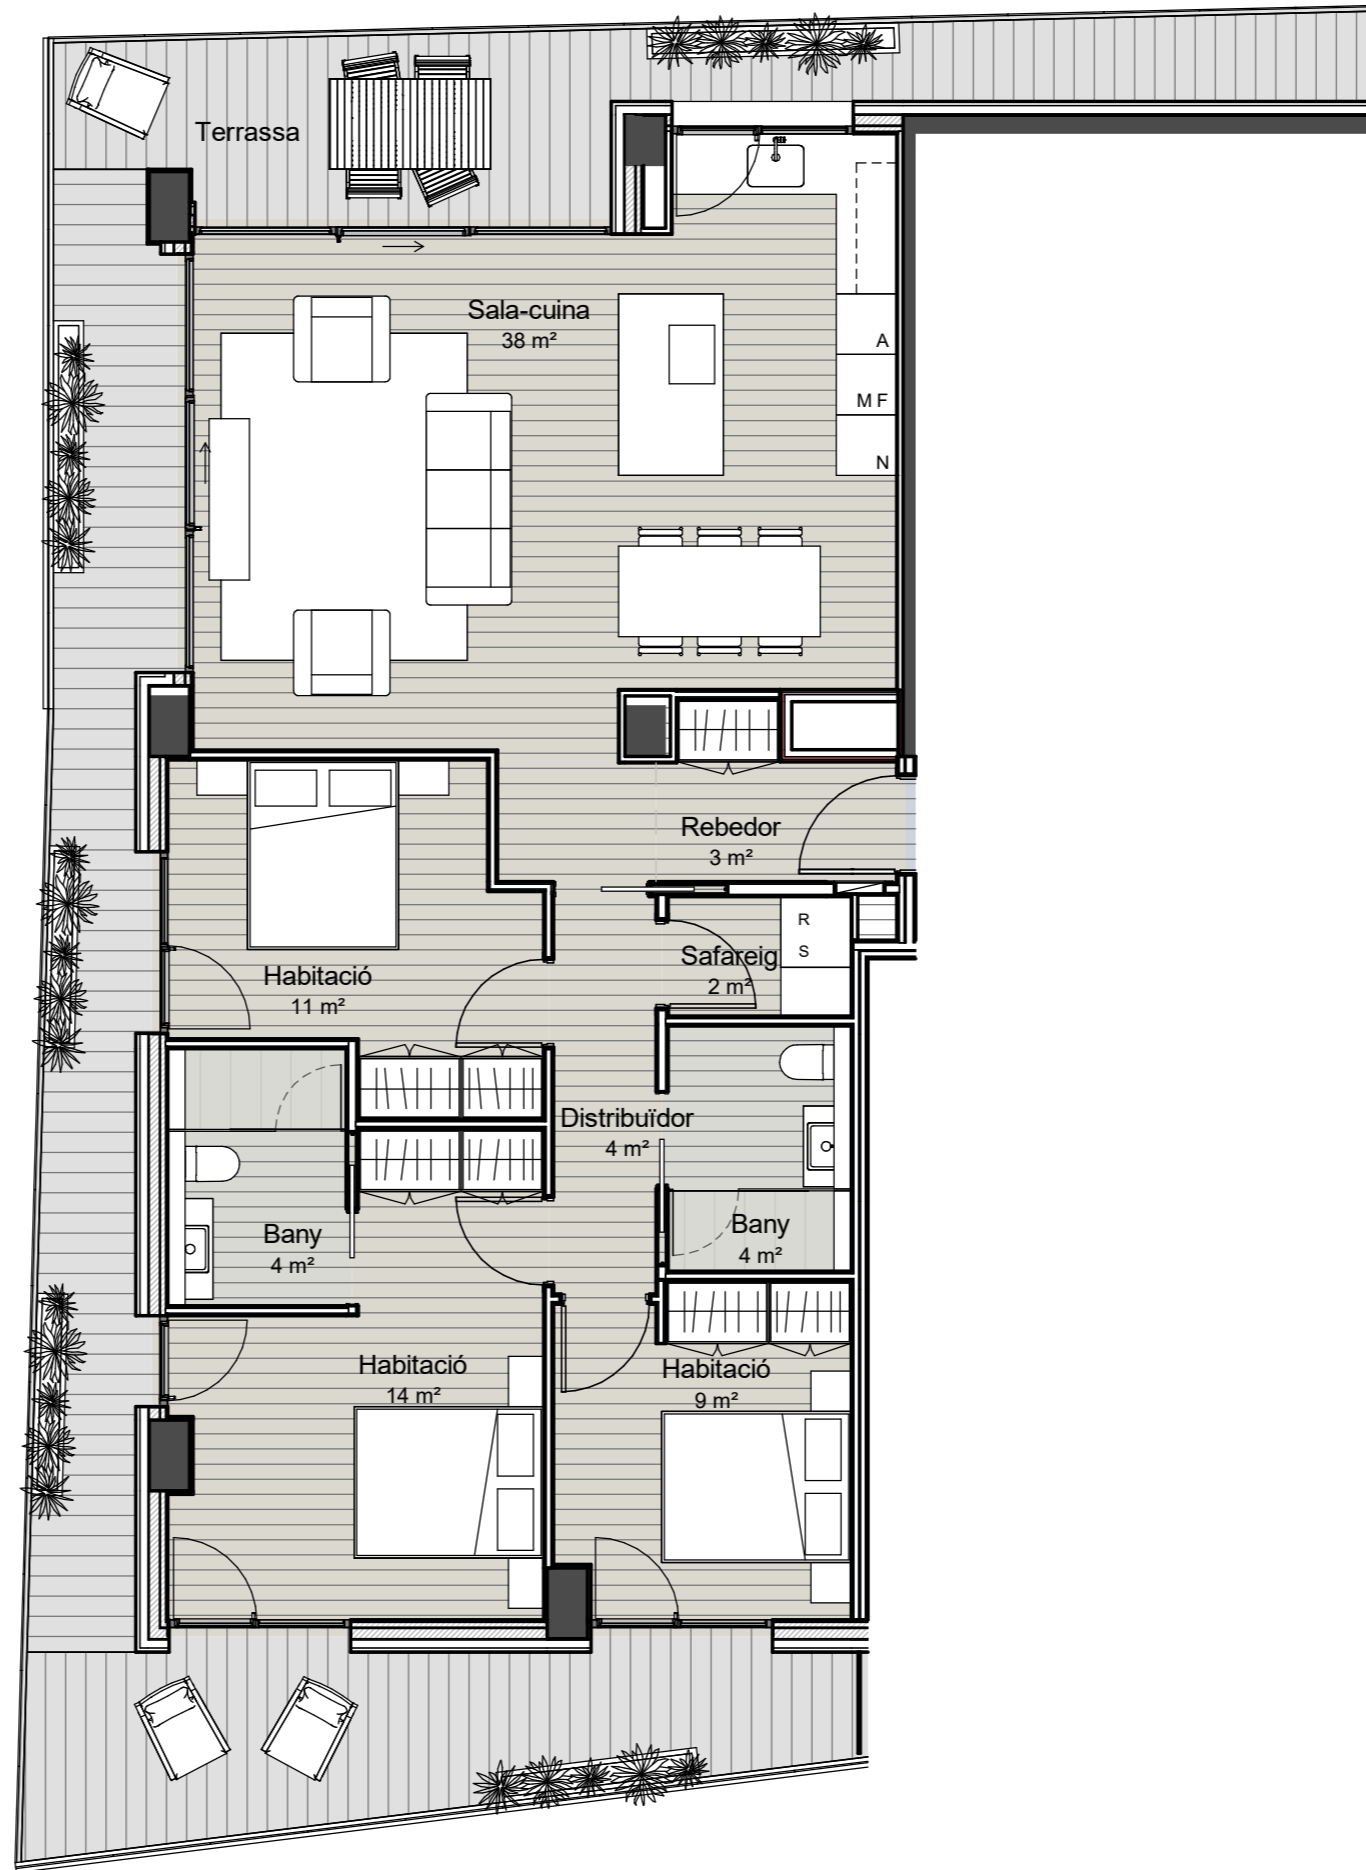 Terrassa
Sala-cuina
38 m²
A
M F
N
Rebedor
3 m²
R
S
Safareig
2 m²
Habitació
11 m²
Distribuïdor
4 m²
Bany
4 m²
Bany
4 m²
Habitació
14 m²
Habitació
9 m²